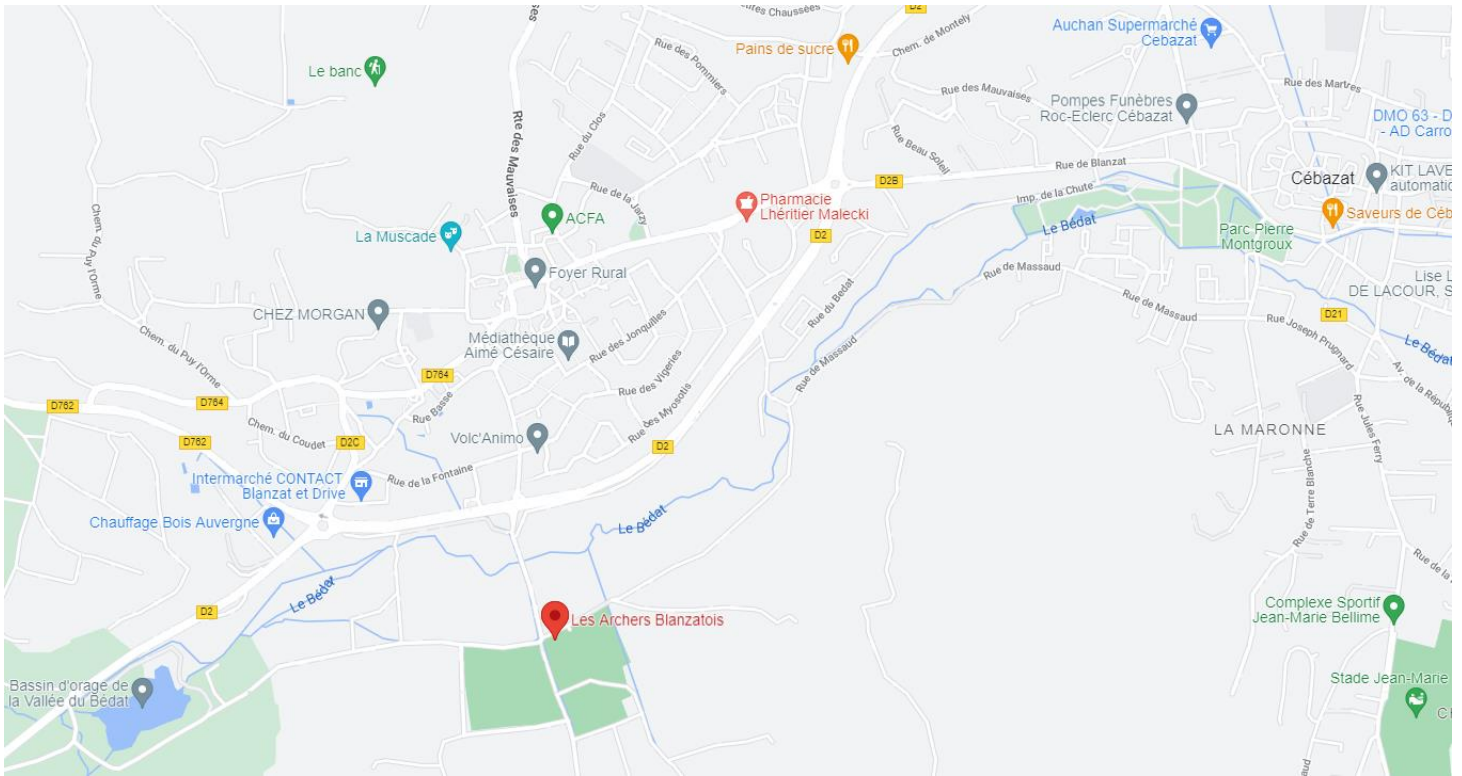 D2
Auchan Supermarché
Cebazat
Chem. de Montely
Pains de sucre
Rue des Pommiers
Le banc
Rue des Martres
Rue des Mauvaises
Pompes Funèbres
Roc-Eclerc Cébazat
Rte des Mauvaises
Rue du Clos
DMO 63 - D
- AD Carro
Rue Beau Soleil
Rue de Blanzat
D2B
Cébazat
KIT LAVE
automatic
Rue de la Jarzy
Imp. de la Chute
Pharmacie
Lhéritier Malecki
Saveurs de Céb
ACFA
Le Bédat
Parc Pierre
Montgroux
La Muscade
D2
Chem. du Puy l'Orme
Foyer Rural
Rue de Massaud
Lise L
DE LACOUR, S
CHEZ MORGAN
Rue du Bedat
Rue de Massaud
D21
Rue Joseph Prugnard
Médiathèque
Aimé Césaire
Rue des Jonquilles
Chem. du Puy l'Orme
Le Bédat
Rue de Massaud
D764
Rue des Vigeries
Av. de la République
D762
D764
Rue Basse
Rue des Myosotis
Rue Jules Ferry
Chem. du Coudet
D762
D2C
Volc'Animo
D2
LA MARONNE
Intermarché CONTACT
Blanzat et Drive
Rue de la Fontaine
Rue de Terre Blanche
Chauffage Bois Auvergne
Le Bédat
Rue de la
Le Bédat
D2
Les Archers Blanzatois
Complexe Sportif
Jean-Marie Bellime
Bassin d'orage de
la Vallée du Bédat
Stade Jean-Marie